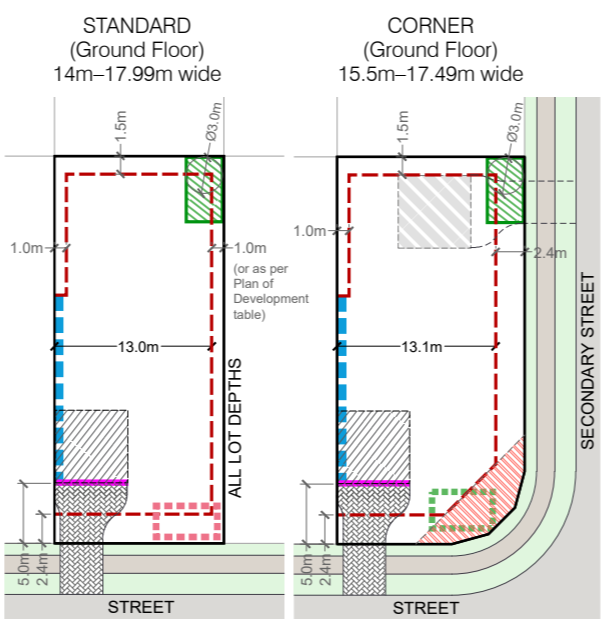 STANDARD
(Ground Floor)
14m–17.99m wide
1.5m
Ø3.0m
1.0m
1.0m
(or as per
Plan of
Development
table)
13.0m
ALL LOT DEPTHS
5.0m
2.4m
STREET
CORNER
(Ground Floor)
15.5m–17.49m wide
1.5m
Ø3.0m
1.0m
2.4m
13.1m
SECONDARY STREET
5.0m
2.4m
STREET